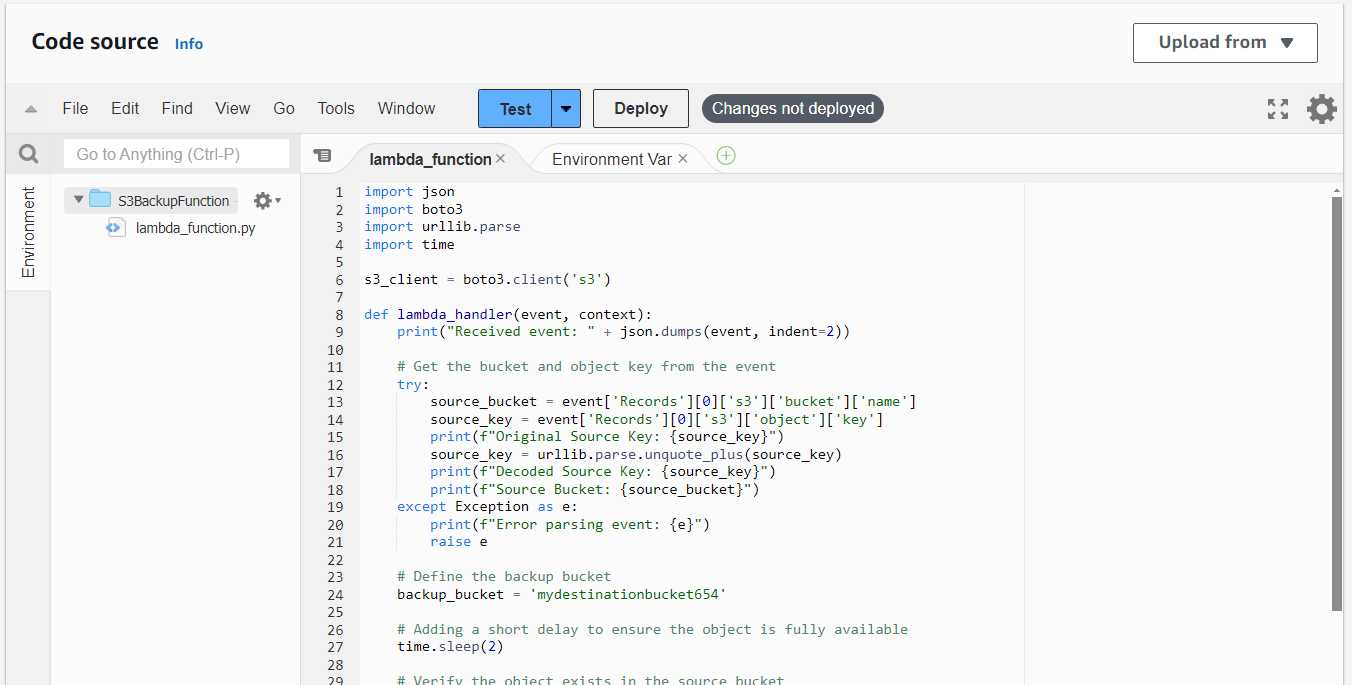 Code source Info
Upload from
File Edit Find View Go Tools Window Test Deploy Changes not deployed
Go to Anything (Ctrl-P)
lambda_function Environment Var
Environment
S3BackupFunction -
lambda_function.py
1 import json
2 import boto3
3 import urllib.parse
4 import time
5
6 s3_client = boto3.client('s3')
7
8 def lambda_handler(event, context):
9     print("Received event: " + json.dumps(event, indent=2))
10
11     # Get the bucket and object key from the event
12     try:
13         source_bucket = event['Records'][0]['s3']['bucket']['name']
14         source_key = event['Records'][0]['s3']['object']['key']
15         print(f"Original Source Key: {source_key}")
16         source_key = urllib.parse.unquote_plus(source_key)
17         print(f"Decoded Source Key: {source_key}")
18         print(f"Source Bucket: {source_bucket}")
19     except Exception as e:
20         print(f"Error parsing event: {e}")
21         raise e
22
23     # Define the backup bucket
24     backup_bucket = 'mydestinationbucket654'
25
26     # Adding a short delay to ensure the object is fully available
27     time.sleep(2)
28
29     # Verify the object exists in the source bucket